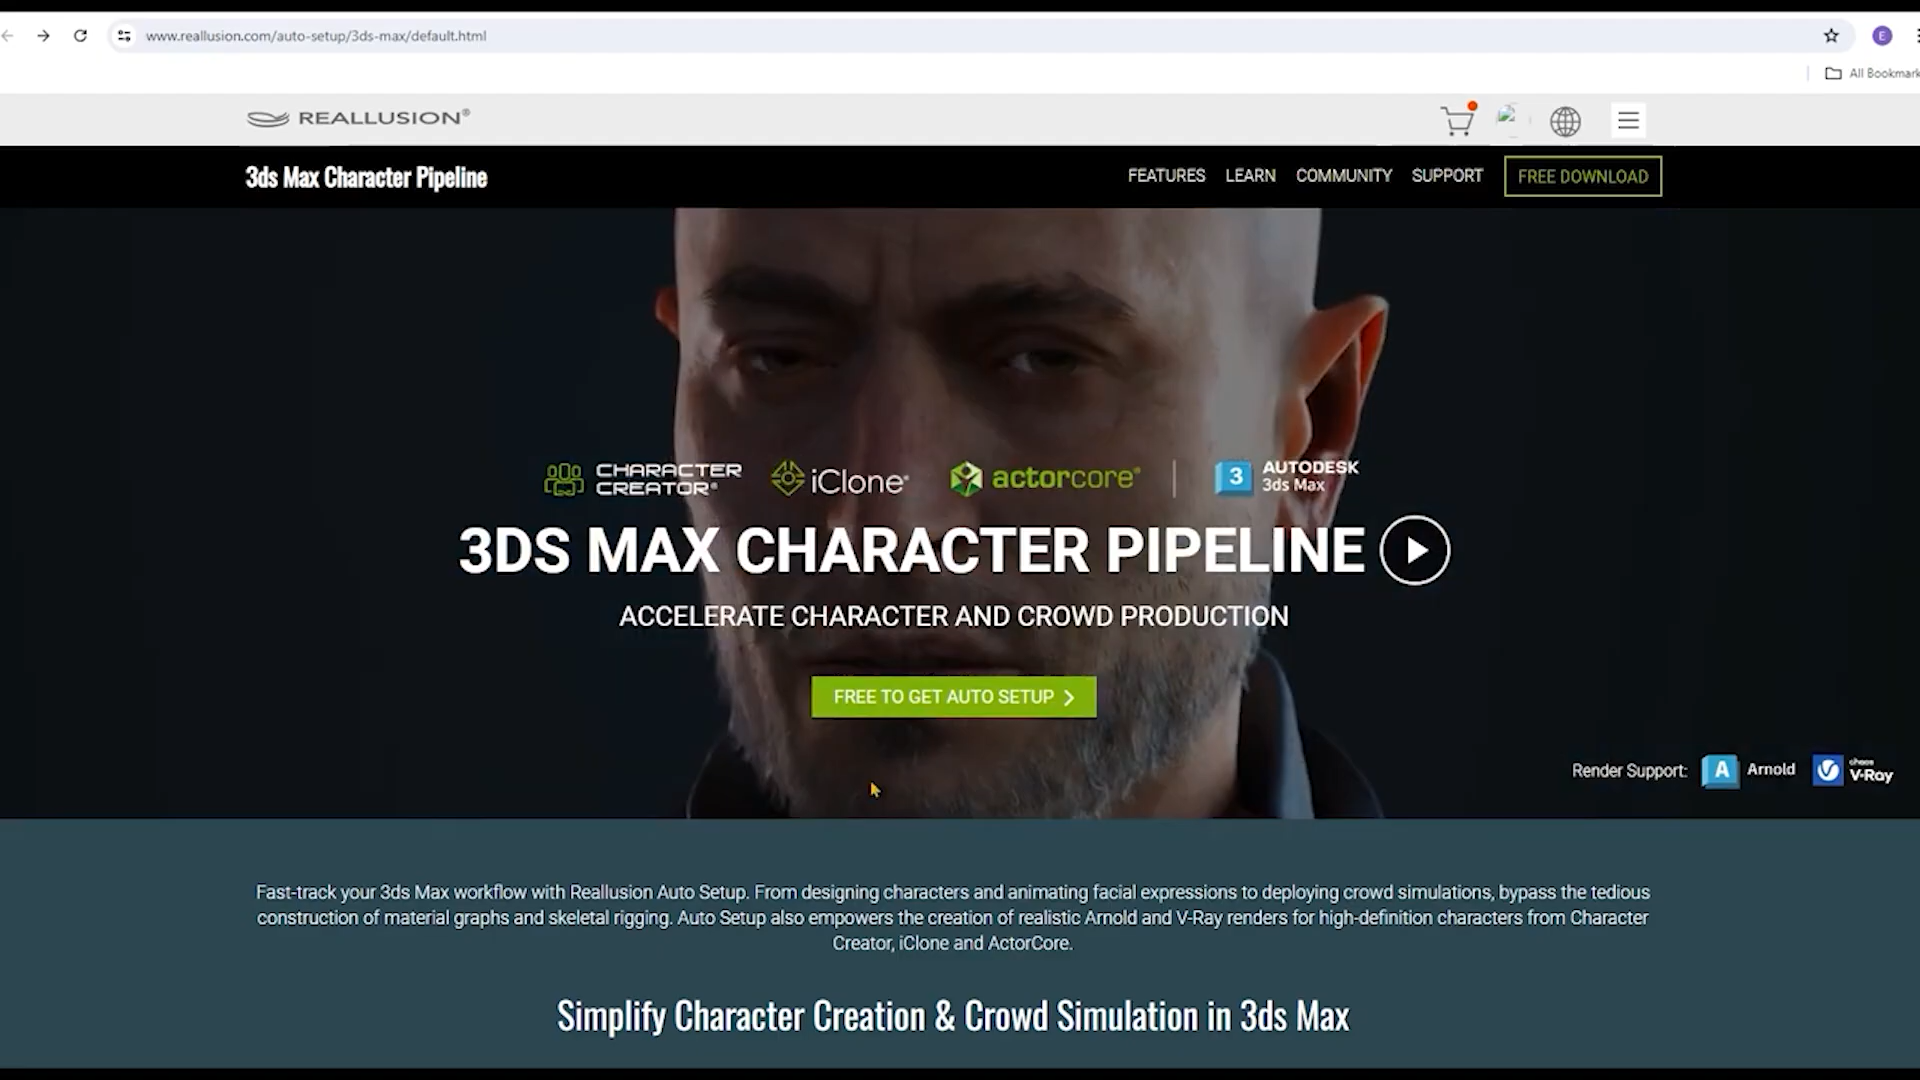 www.reallusion.com/auto-setup/3ds-max/default.html
E
All Bookmark
REALLUSION®
3ds Max Character Pipeline
FEATURES LEARN COMMUNITY SUPPORT FREE DOWNLOAD
CHARACTER CREATOR® iClone® actorcore® 3 AUTODESK 3ds Max
3DS MAX CHARACTER PIPELINE
ACCELERATE CHARACTER AND CROWD PRODUCTION
FREE TO GET AUTO SETUP
Render Support: A Arnold chaos V-Ray
Fast-track your 3ds Max workflow with Reallusion Auto Setup. From designing characters and animating facial expressions to deploying crowd simulations, bypass the tedious
construction of material graphs and skeletal rigging. Auto Setup also empowers the creation of realistic Arnold and V-Ray renders for high-definition characters from Character
Creator, iClone and ActorCore.
Simplify Character Creation & Crowd Simulation in 3ds Max